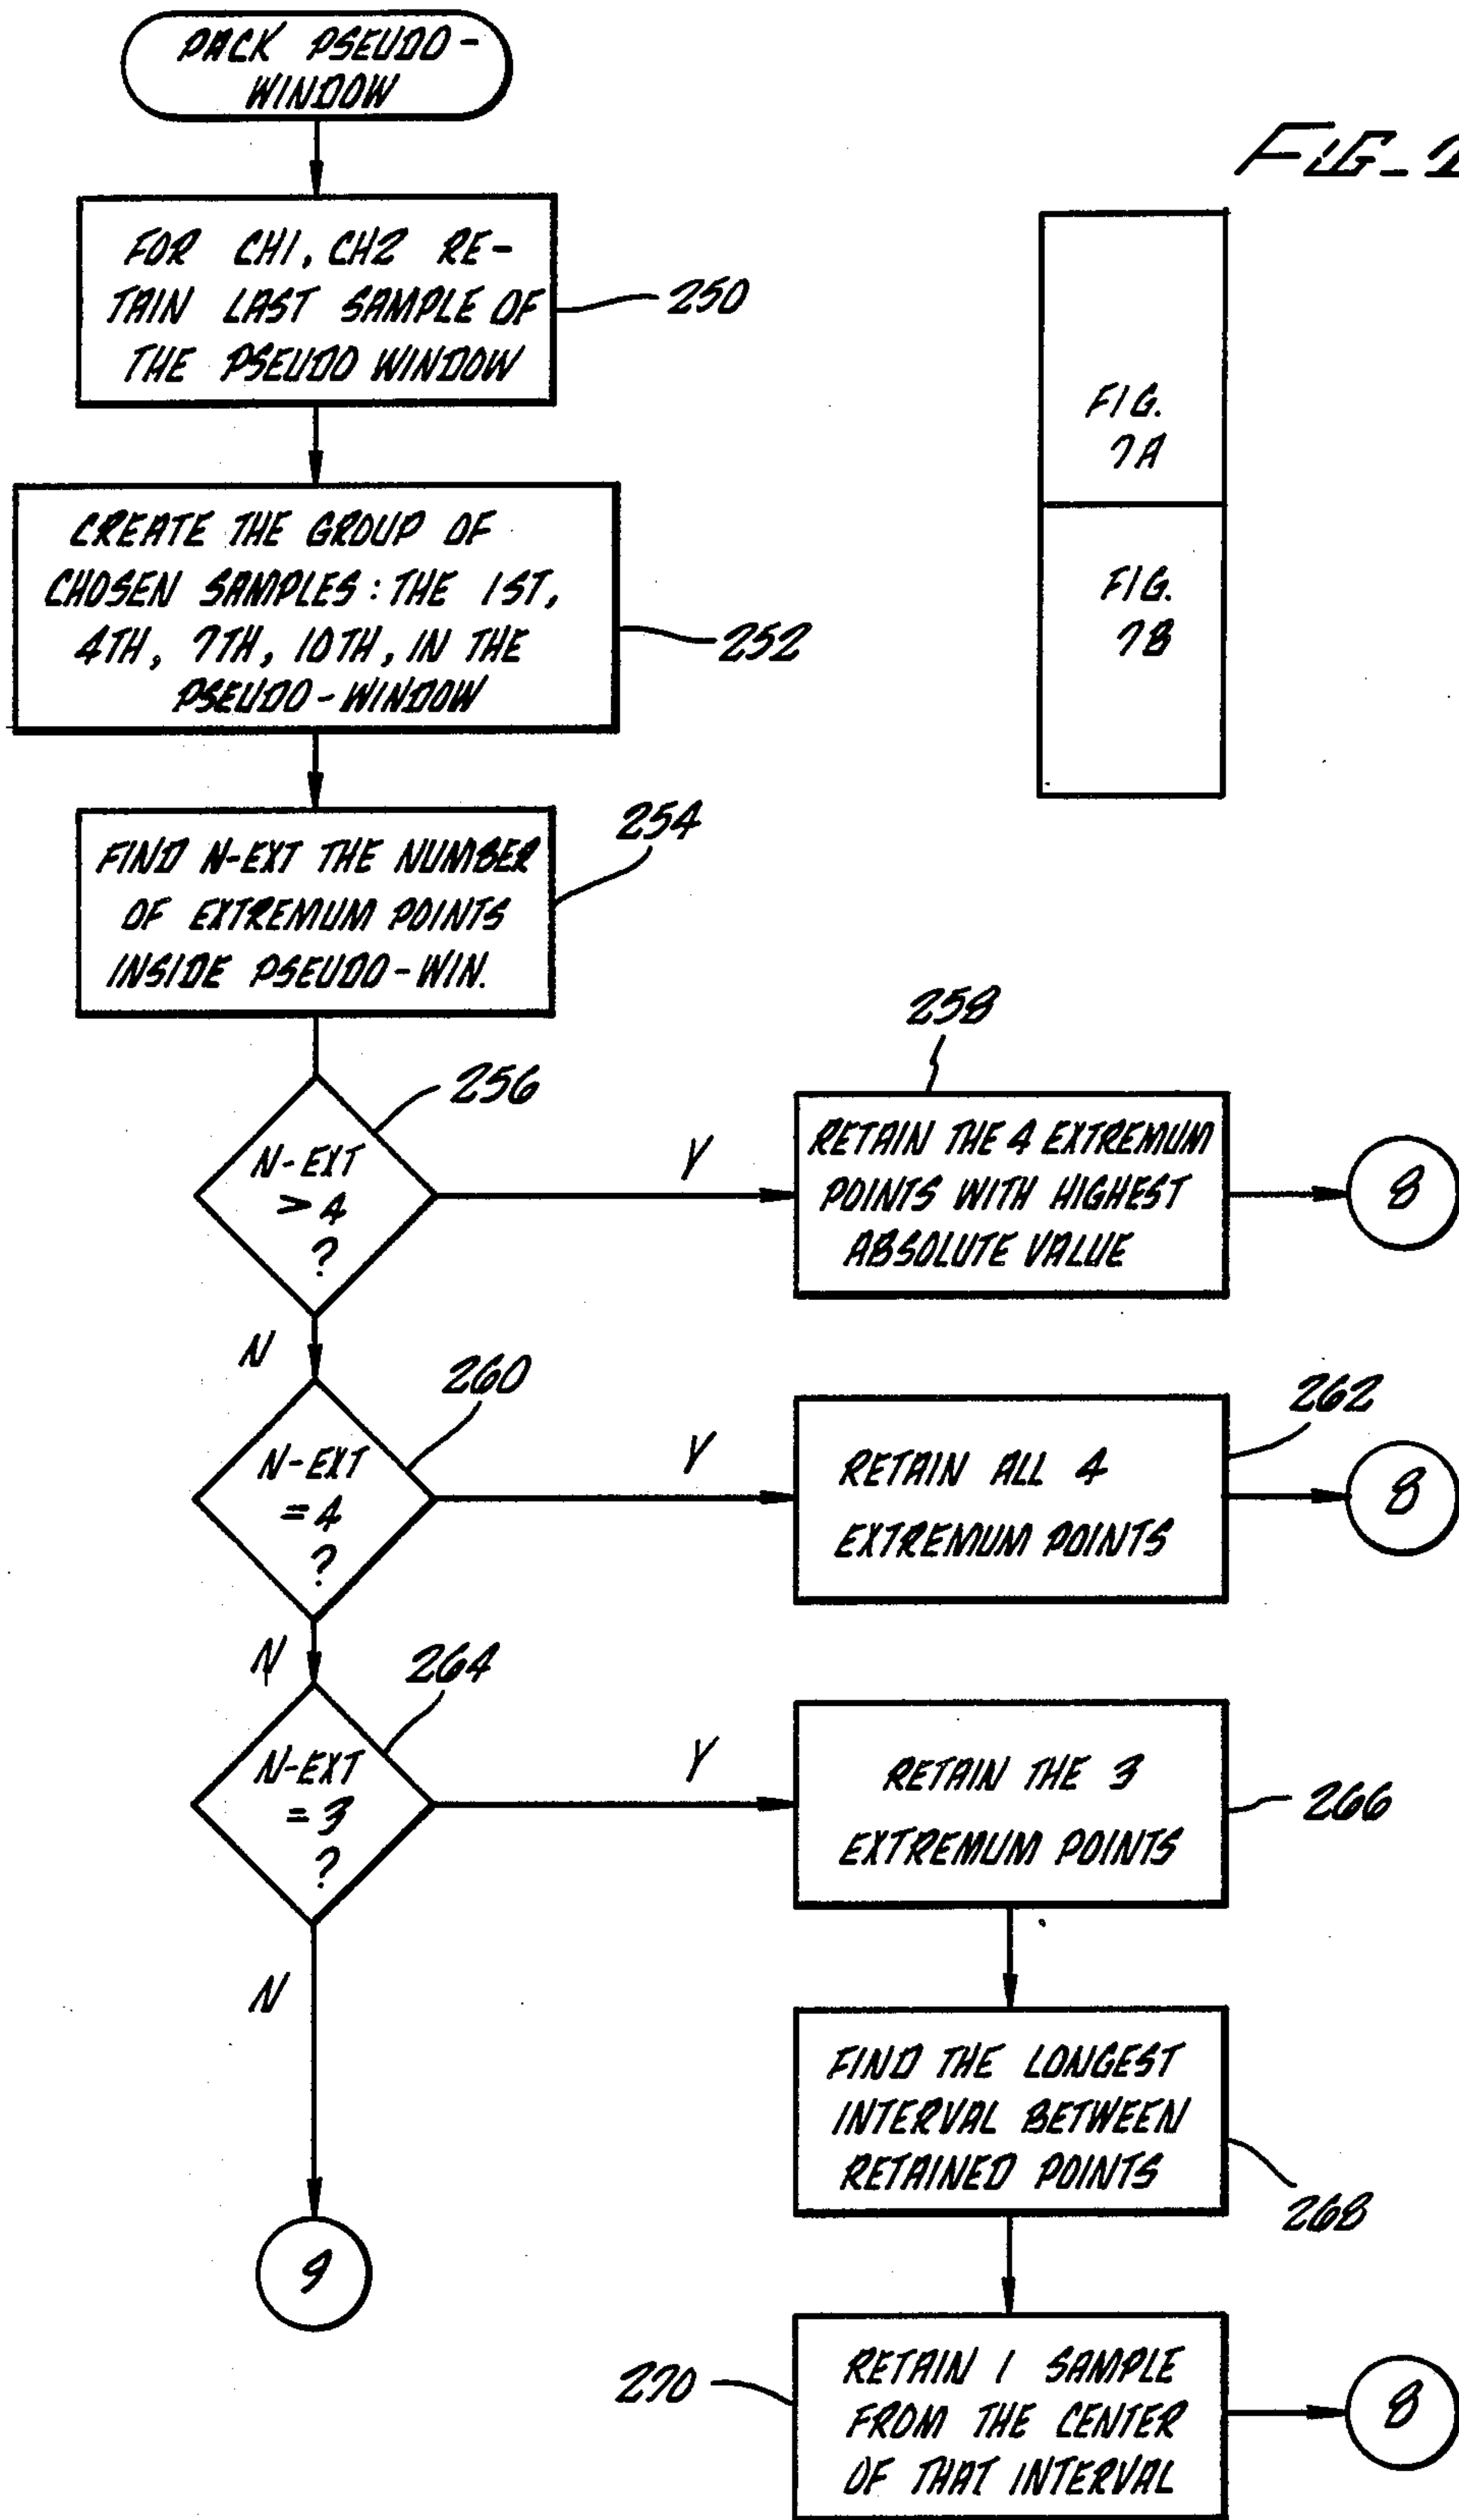 PACK PSEUDO-
WINDOW
FIG. 7A
FIG.
7A
FIG.
7B
FOR CH1, CH2 RE-
TAIN LAST SAMPLE OF
THE PSEUDO WINDOW
250
CREATE THE GROUP OF
CHOSEN SAMPLES: THE 1ST,
4TH, 7TH, 10TH, IN THE
PSEUDO-WINDOW
252
FIND N-EXT THE NUMBER
OF EXTREMUM POINTS
INSIDE PSEUDO-WIN.
254
N-EXT
> 4
?
256
Y
N
258
RETAIN THE 4 EXTREMUM
POINTS WITH HIGHEST
ABSOLUTE VALUE
8
N-EXT
= 4
?
260
Y
N
262
RETAIN ALL 4
EXTREMUM POINTS
8
N-EXT
= 3
?
264
Y
N
RETAIN THE 3
EXTREMUM POINTS
266
FIND THE LONGEST
INTERVAL BETWEEN
RETAINED POINTS
268
9
270
RETAIN 1 SAMPLE
FROM THE CENTER
OF THAT INTERVAL
8